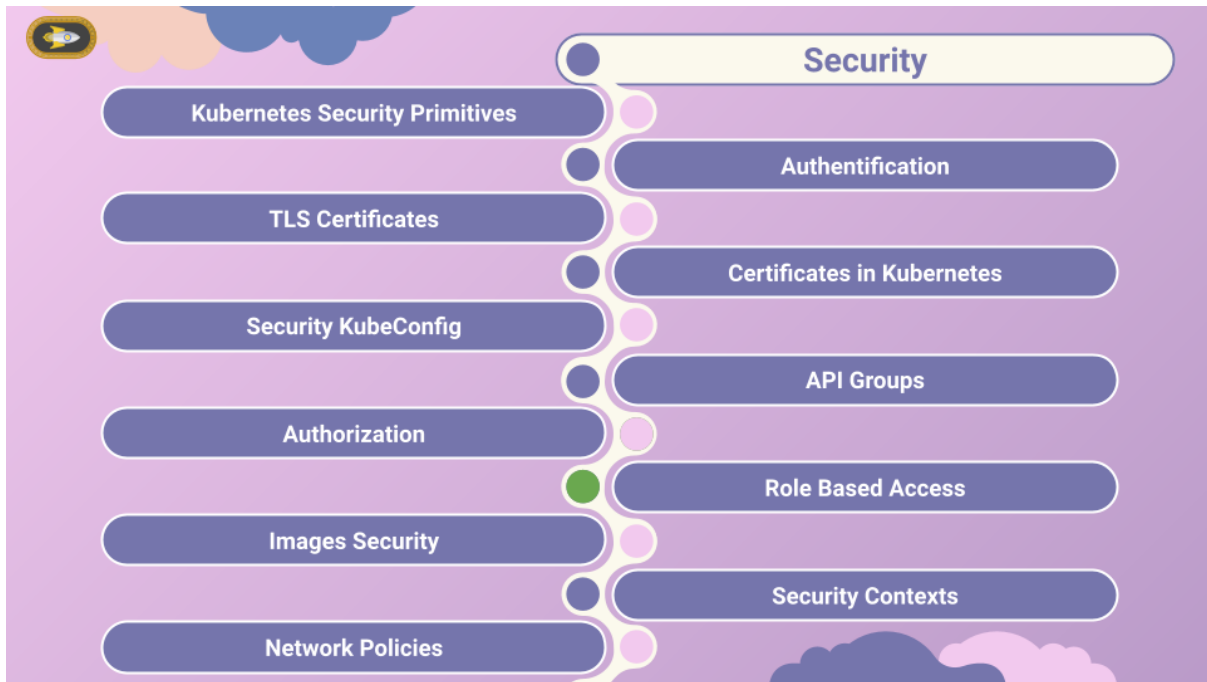 Security
Kubernetes Security Primitives
Authentification
TLS Certificates
Certificates in Kubernetes
Security KubeConfig
API Groups
Authorization
Role Based Access
Images Security
Security Contexts
Network Policies